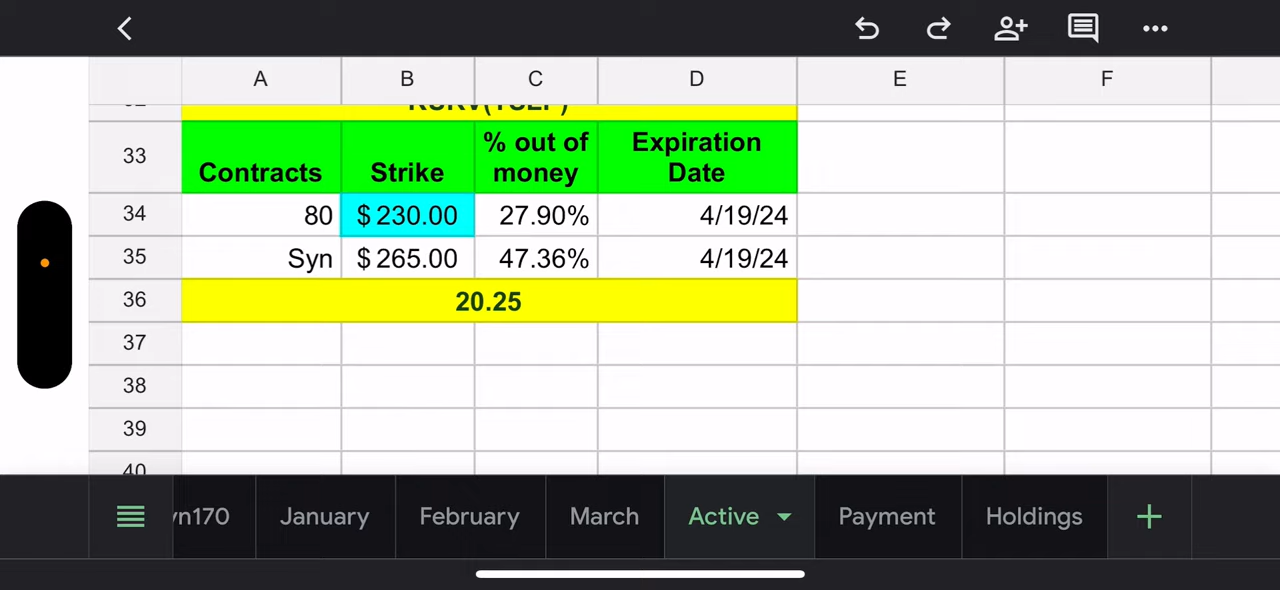 A B C D E F
33 Contracts Strike % out of money Expiration Date
34 80 $ 230.00 27.90% 4/19/24
35 Syn $ 265.00 47.36% 4/19/24
36 20.25
37
38
39
40
yn170 January February March Active Payment Holdings +